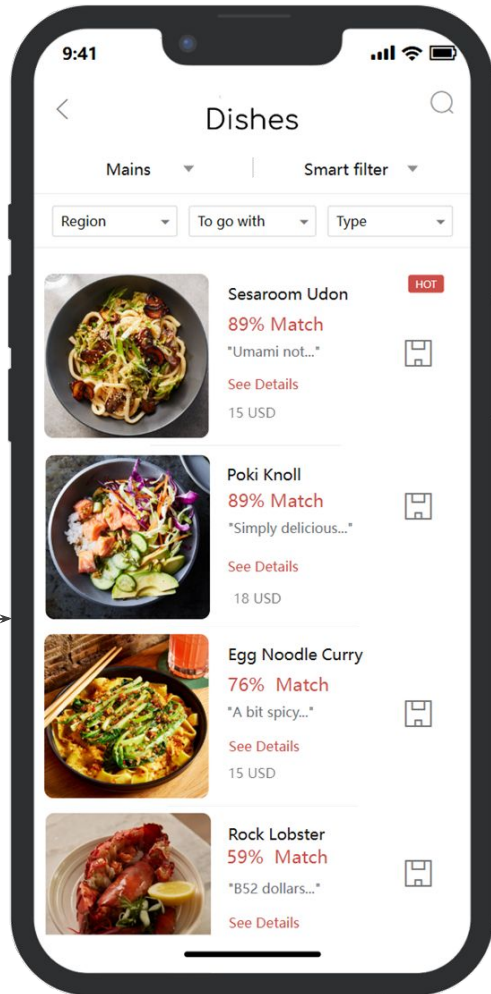 9:41
Dishes
Mains
Smart filter
Region
To go with
Type
HOT
Sesaroom Udon
89% Match
"Umami not..."
See Details
15 USD
Poki Knoll
89% Match
"Simply delicious..."
See Details
18 USD
Egg Noodle Curry
76% Match
"A bit spicy..."
See Details
15 USD
Rock Lobster
59% Match
"B52 dollars..."
See Details